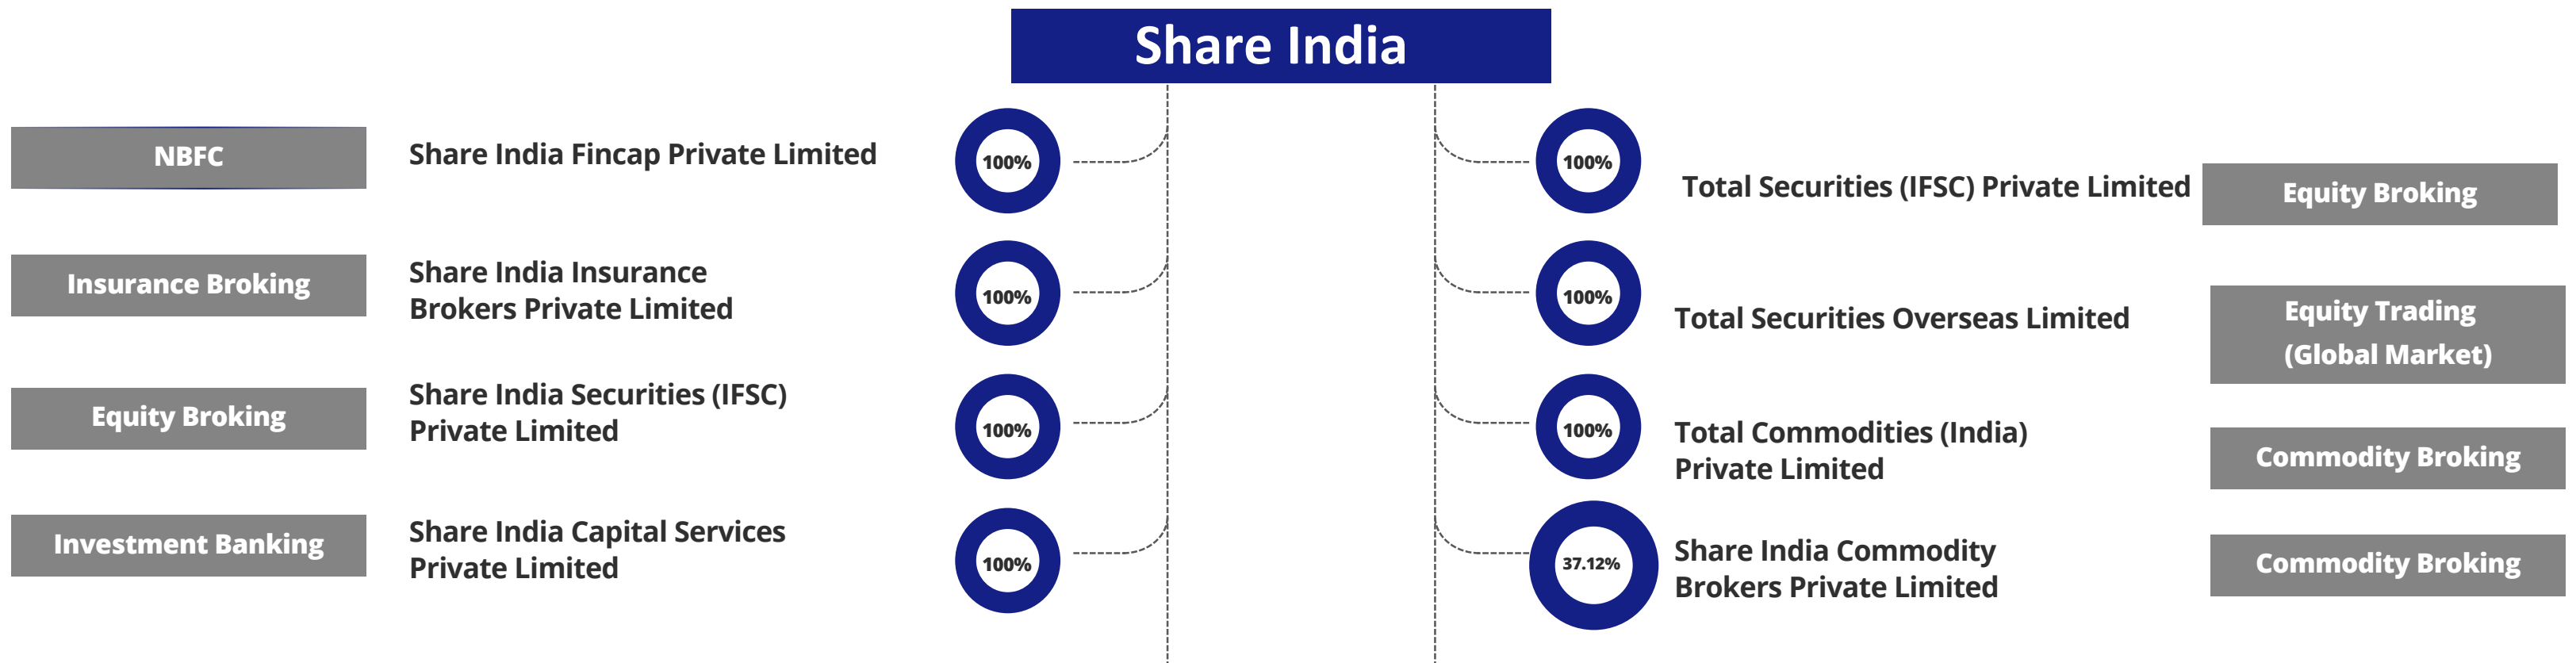 Share India
NBFC
Share India Fincap Private Limited
100%
Insurance Broking
Share India Insurance
Brokers Private Limited
100%
Equity Broking
Share India Securities (IFSC)
Private Limited
100%
Investment Banking
Share India Capital Services
Private Limited
100%
100%
Total Securities (IFSC) Private Limited
Equity Broking
100%
Total Securities Overseas Limited
Equity Trading
(Global Market)
100%
Total Commodities (India)
Private Limited
Commodity Broking
37.12%
Share India Commodity
Brokers Private Limited
Commodity Broking